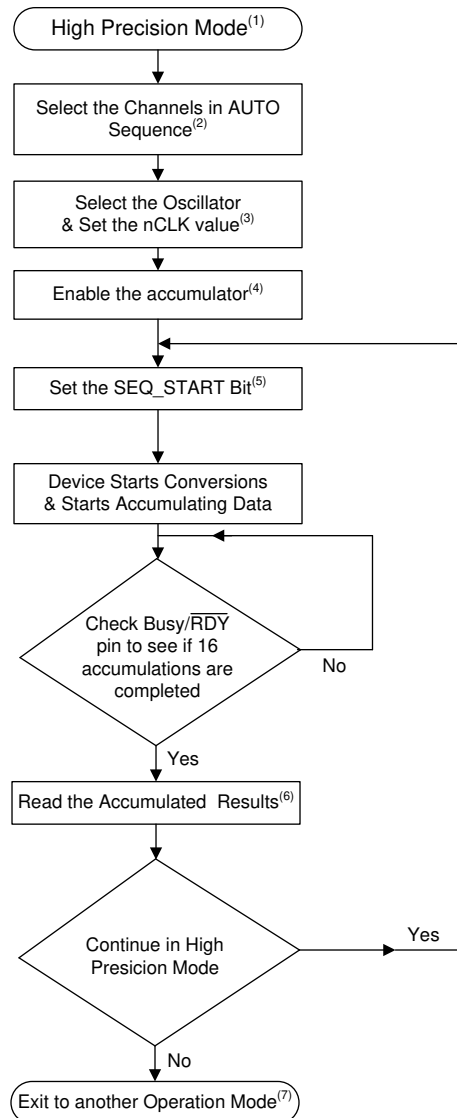 High Precision Mode(1)
Select the Channels in AUTO
Sequence(2)
Select the Oscillator
& Set the nCLK value(3)
Enable the accumulator(4)
Set the SEQ_START Bit(5)
Device Starts Conversions
& Starts Accumulating Data
Check Busy/RDY
pin to see if 16
accumulations are
completed
No
Yes
Read the Accumulated Results(6)
Continue in High
Presicion Mode
Yes
No
Exit to another Operation Mode(7)